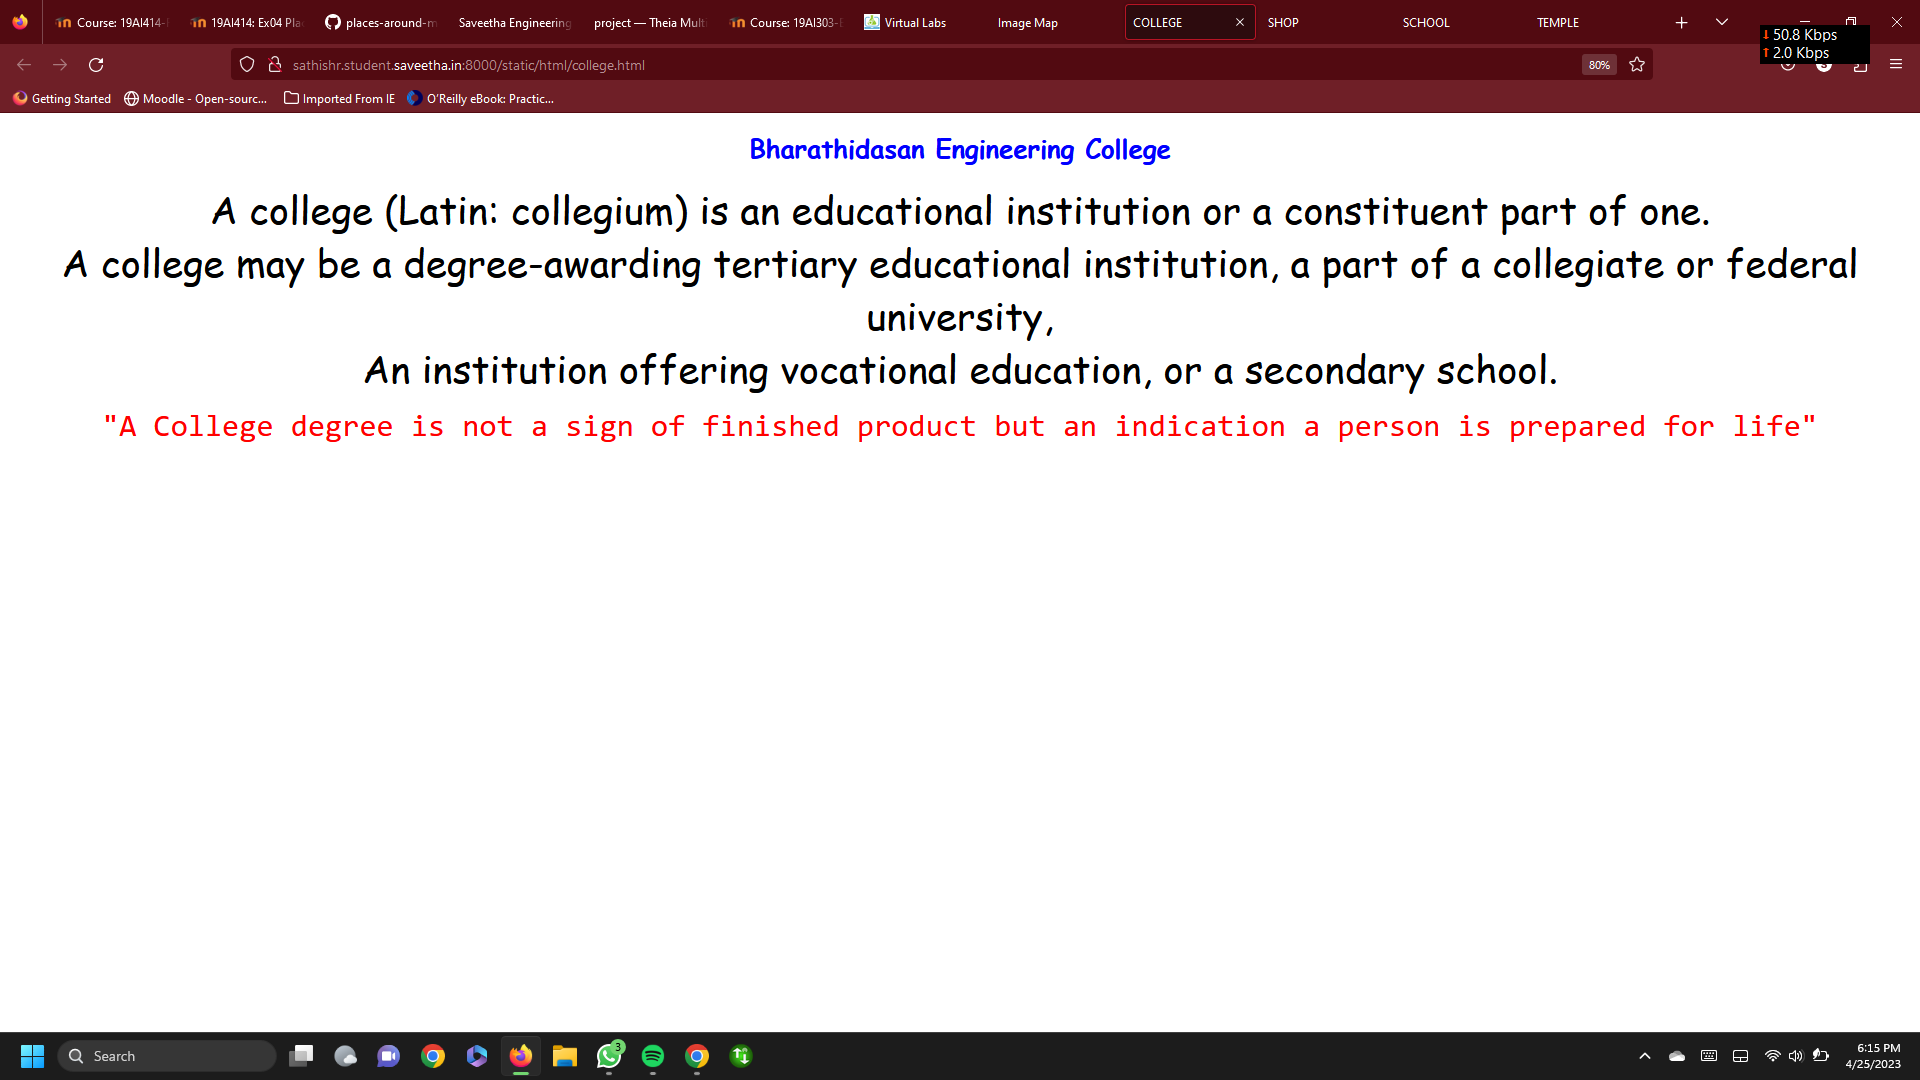 Course: 19AI414-
19AI414: Ex04 Pla
places-around-m
Saveetha Engineering
project — Theia Multi
Course: 19AI303-
Virtual Labs
Image Map
COLLEGE
SHOP
SCHOOL
TEMPLE
50.8 Kbps
2.0 Kbps
sathishr.student.saveetha.in:8000/static/html/college.html
80%
Getting Started
Moodle - Open-sourc...
Imported From IE
O'Reilly eBook: Practic...
Bharathidasan Engineering College
A college (Latin: collegium) is an educational institution or a constituent part of one.
A college may be a degree-awarding tertiary educational institution, a part of a collegiate or federal
university,
An institution offering vocational education, or a secondary school.
"A College degree is not a sign of finished product but an indication a person is prepared for life"
Search
3
6:15 PM
4/25/2023